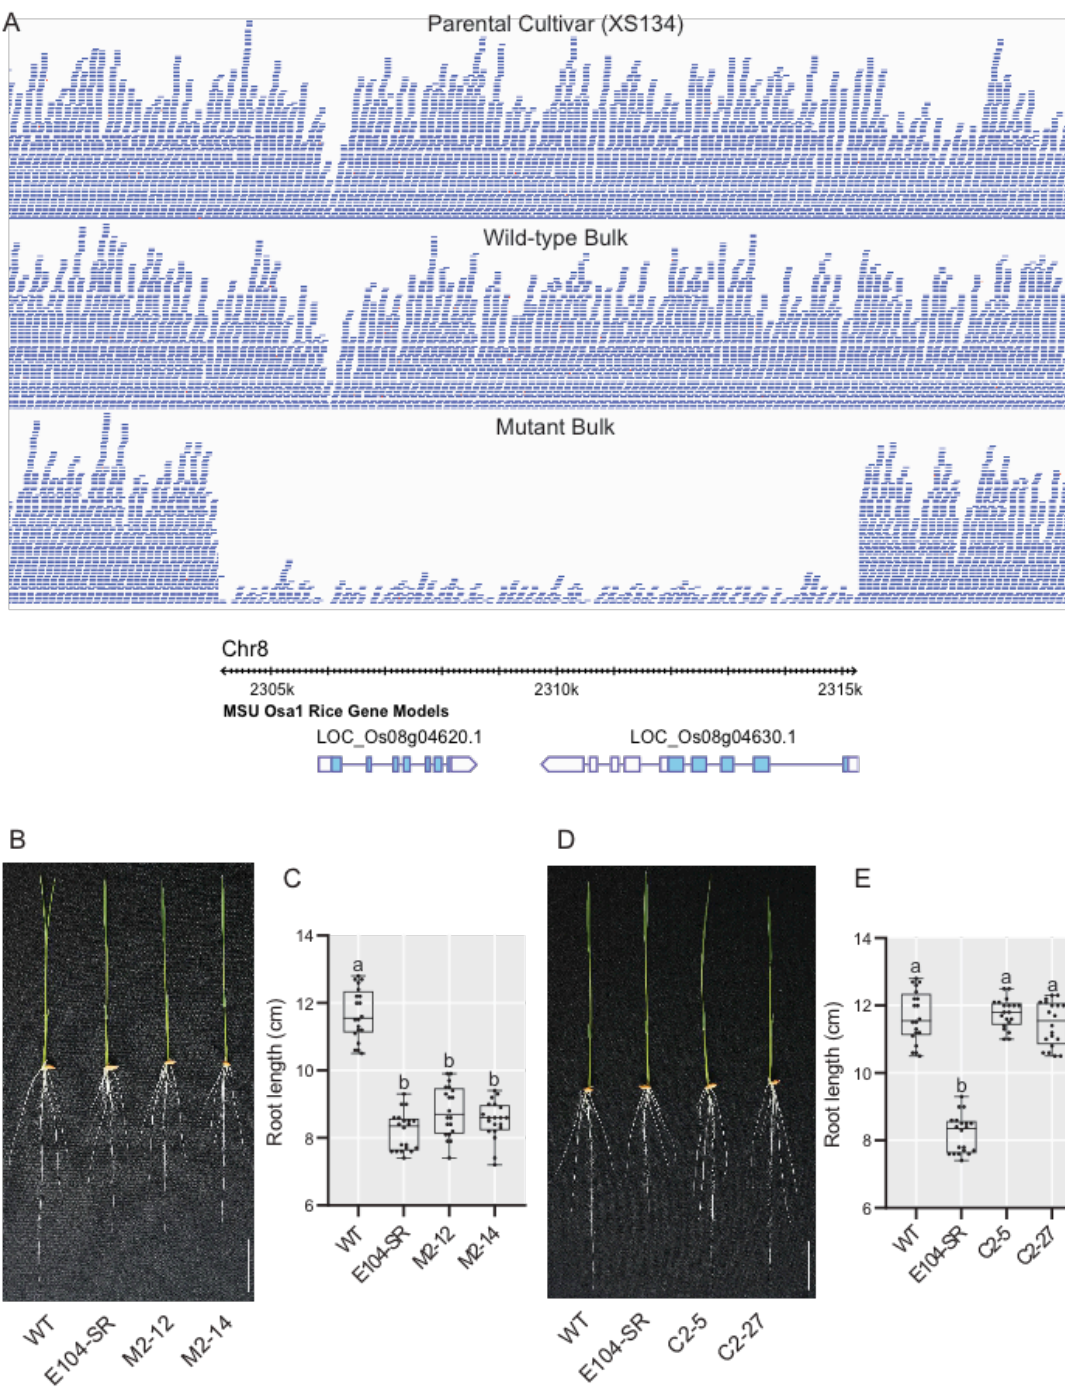 A
Parental Cultivar (XS134)
Wild-type Bulk
Mutant Bulk
Chr8
2305k 2310k 2315k
MSU Osa1 Rice Gene Models
LOC_Os08g04620.1 LOC_Os08g04630.1
B
WT E104-SR M2-12 M2-14
C
Root length (cm)
14
12
10
8
6
a b b b
WT E104-SR M2-12 M2-14
D
WT E104-SR C2-5 C2-27
E
Root length (cm)
14
12
10
8
6
a b a a
WT E104-SR C2-5 C2-27